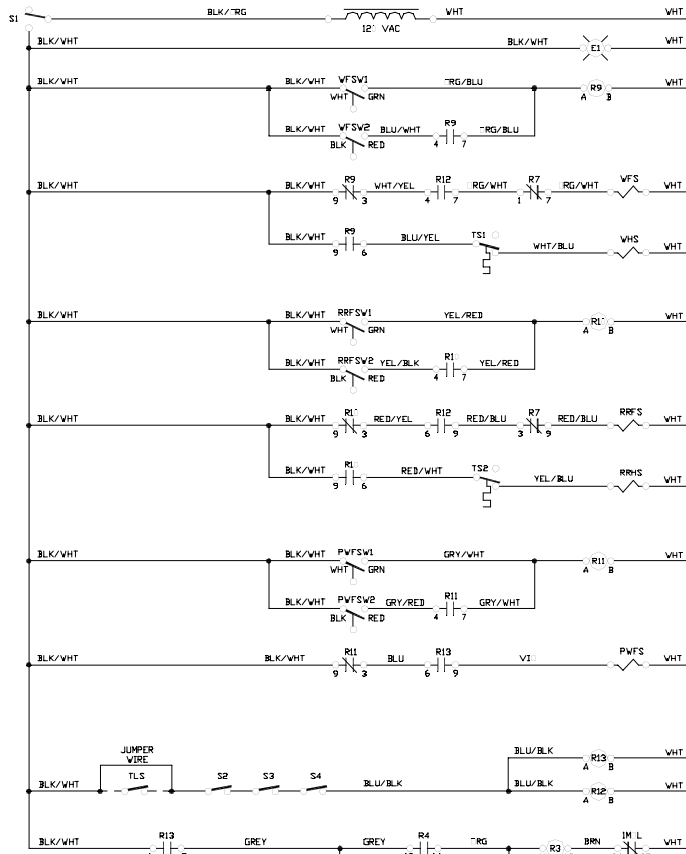 S1 WHT WHT
VAC
BLK/WHT BLK/WHT E1 WHT
BLK/WHT BLK/WHT WFSW1 WHT
WHT GRN R9
A B
BLK/WHT WFSW2 BLU/WHT R9
BLK RED 4 7
BLK/WHT BLK/WHT R9 WHT/YEL R12 R7 WFS WHT
9 3 4 7 1 7
BLK/WHT R9 BLU/YEL TS1 WHT/BLU WHS WHT
9 6
BLK/WHT BLK/WHT RRFSW1 YEL/RED WHT
WHT GRN A B
BLK/WHT RRFSW2 YEL/BLK YEL/RED
BLK RED 4 7
BLK/WHT BLK/WHT RED/YEL R12 RED/BLU R7 RED/BLU RRFS WHT
9 3 6 9 3 9
BLK/WHT RED/WHT TS2 YEL/BLU RRHS WHT
9 6
BLK/WHT BLK/WHT PWFSW1 GRY/WHT R11 WHT
WHT GRN A B
BLK/WHT PWFSW2 GRY/RED R11 GRY/WHT
BLK RED 4 7
BLK/WHT BLK/WHT R11 BLU R13 PWFS WHT
9 3 6 9
JUMPER
WIRE
BLU/BLK R13 WHT
A B
BLK/WHT TLS S2 S3 S4 BLU/BLK BLU/BLK R12 WHT
A B
BLK/WHT R13 GREY GREY R4 R3 BRN WHT